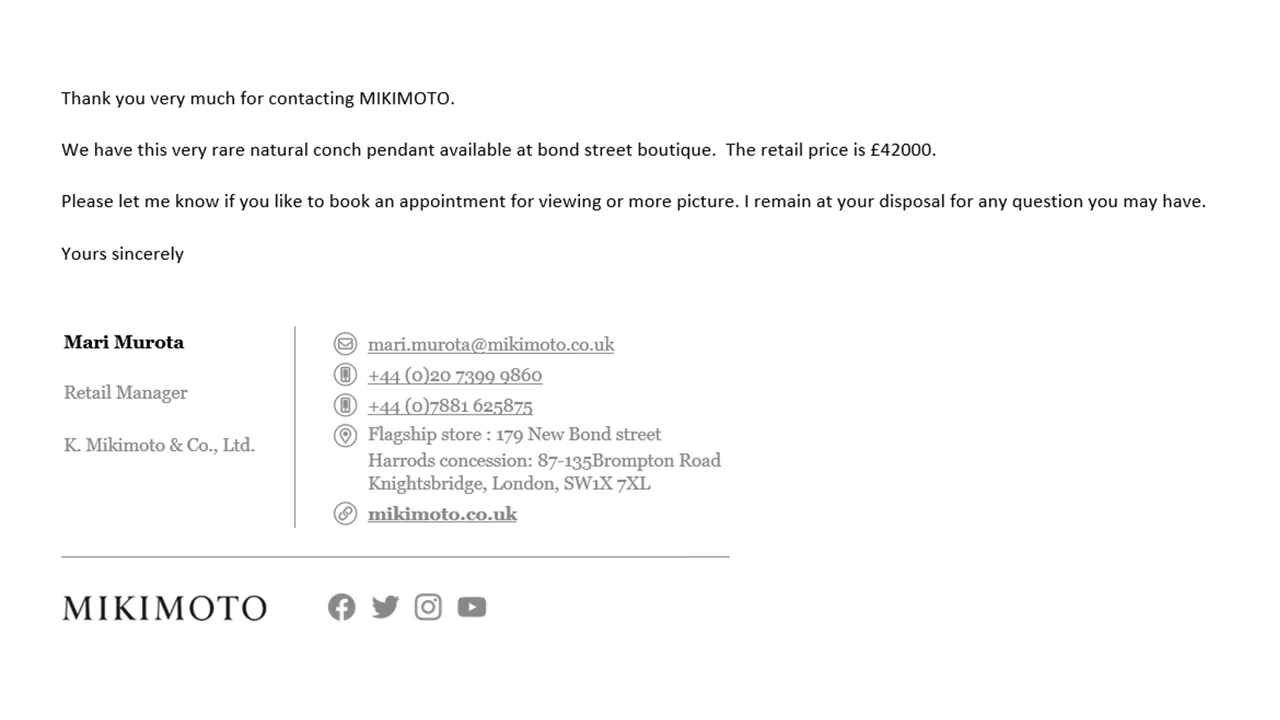 Thank you very much for contacting MIKIMOTO.
We have this very rare natural conch pendant available at bond street boutique.  The retail price is £42000.
Please let me know if you like to book an appointment for viewing or more picture. I remain at your disposal for any question you may have.
Yours sincerely
Mari Murota
Retail Manager
K. Mikimoto & Co., Ltd.
mari.murota@mikimoto.co.uk
+44 (0)20 7399 9860
+44 (0)7881 625875
Flagship store : 179 New Bond street
Harrods concession: 87-135Brompton Road
Knightsbridge, London, SW1X 7XL
mikimoto.co.uk
MIKIMOTO